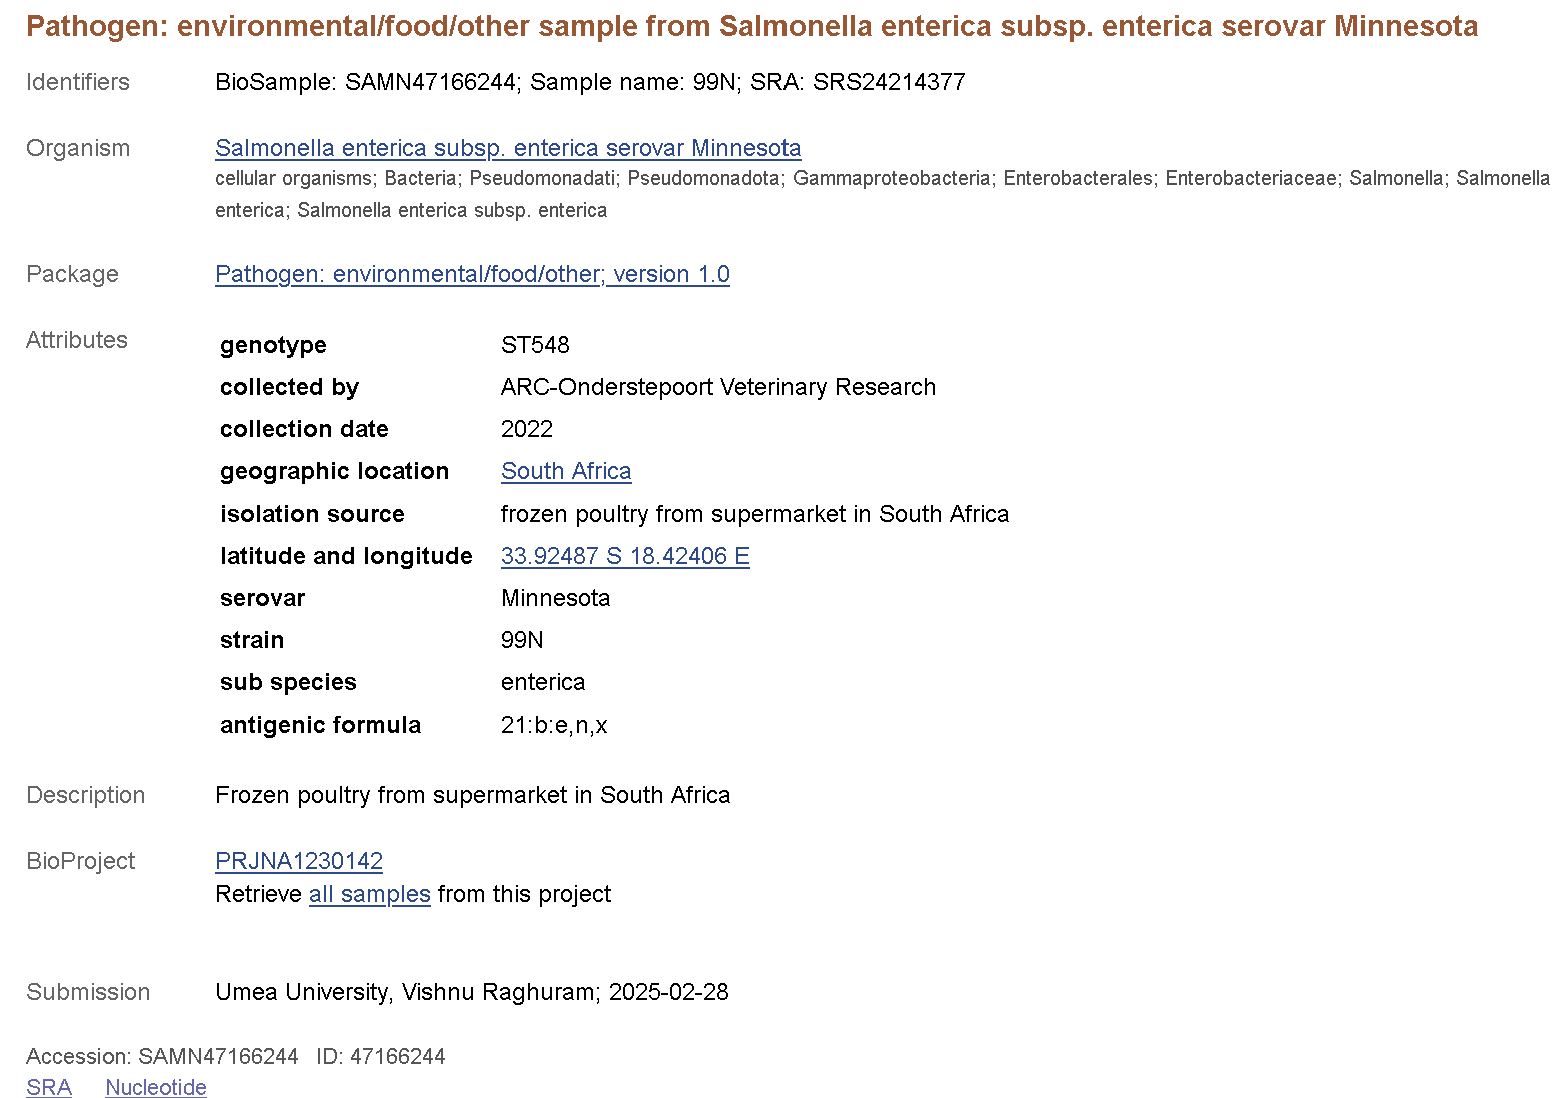 Pathogen: environmental/food/other sample from Salmonella enterica subsp. enterica serovar Minnesota
Identifiers BioSample: SAMN47166244; Sample name: 99N; SRA: SRS24214377
Organism Salmonella enterica subsp. enterica serovar Minnesota
cellular organisms; Bacteria; Pseudomonadati; Pseudomonadota; Gammaproteobacteria; Enterobacterales; Enterobacteriaceae; Salmonella; Salmonella
enterica; Salmonella enterica subsp. enterica
Package Pathogen: environmental/food/other; version 1.0
Attributes genotype ST548
collected by ARC-Onderstepoort Veterinary Research
collection date 2022
geographic location South Africa
isolation source frozen poultry from supermarket in South Africa
latitude and longitude 33.92487 S 18.42406 E
serovar Minnesota
strain 99N
sub species enterica
antigenic formula 21:b:e,n,x
Description Frozen poultry from supermarket in South Africa
BioProject PRJNA1230142
Retrieve all samples from this project
Submission Umea University, Vishnu Raghuram; 2025-02-28
Accession: SAMN47166244 ID: 47166244
SRA Nucleotide